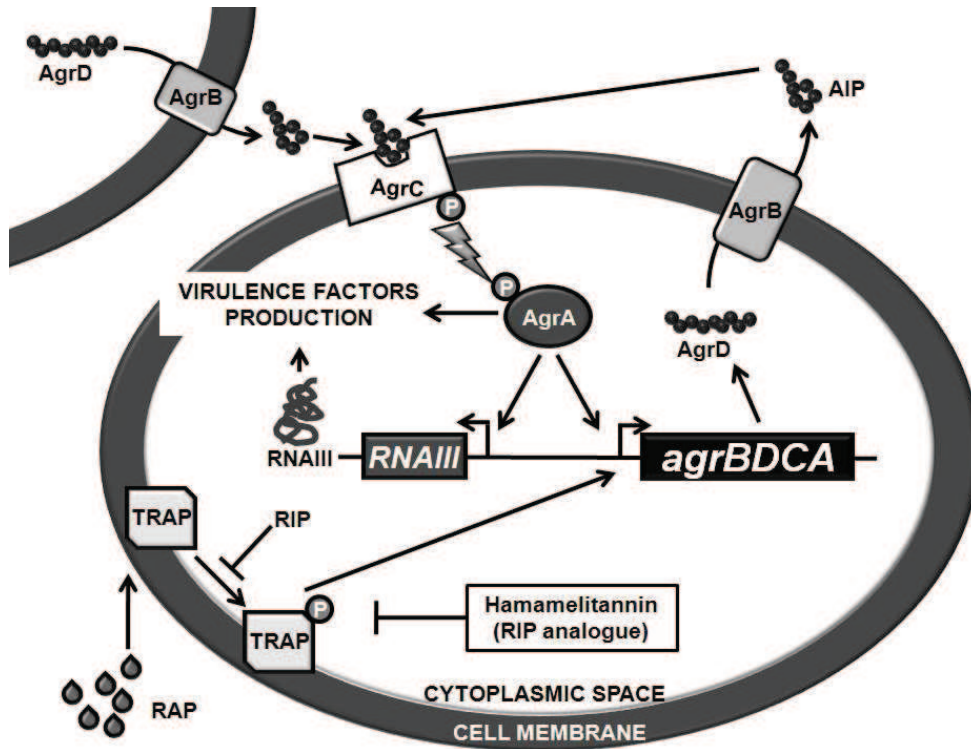 AgrD
AgrB
AIP
AgrC
P
AgrB
P
VIRULENCE FACTORS
PRODUCTION
AgrA
AgrD
RNAIII
RNAIII
agrBDCA
TRAP
RIP
P
TRAP
Hamamelitannin
(RIP analogue)
RAP
CYTOPLASMIC SPACE
CELL MEMBRANE